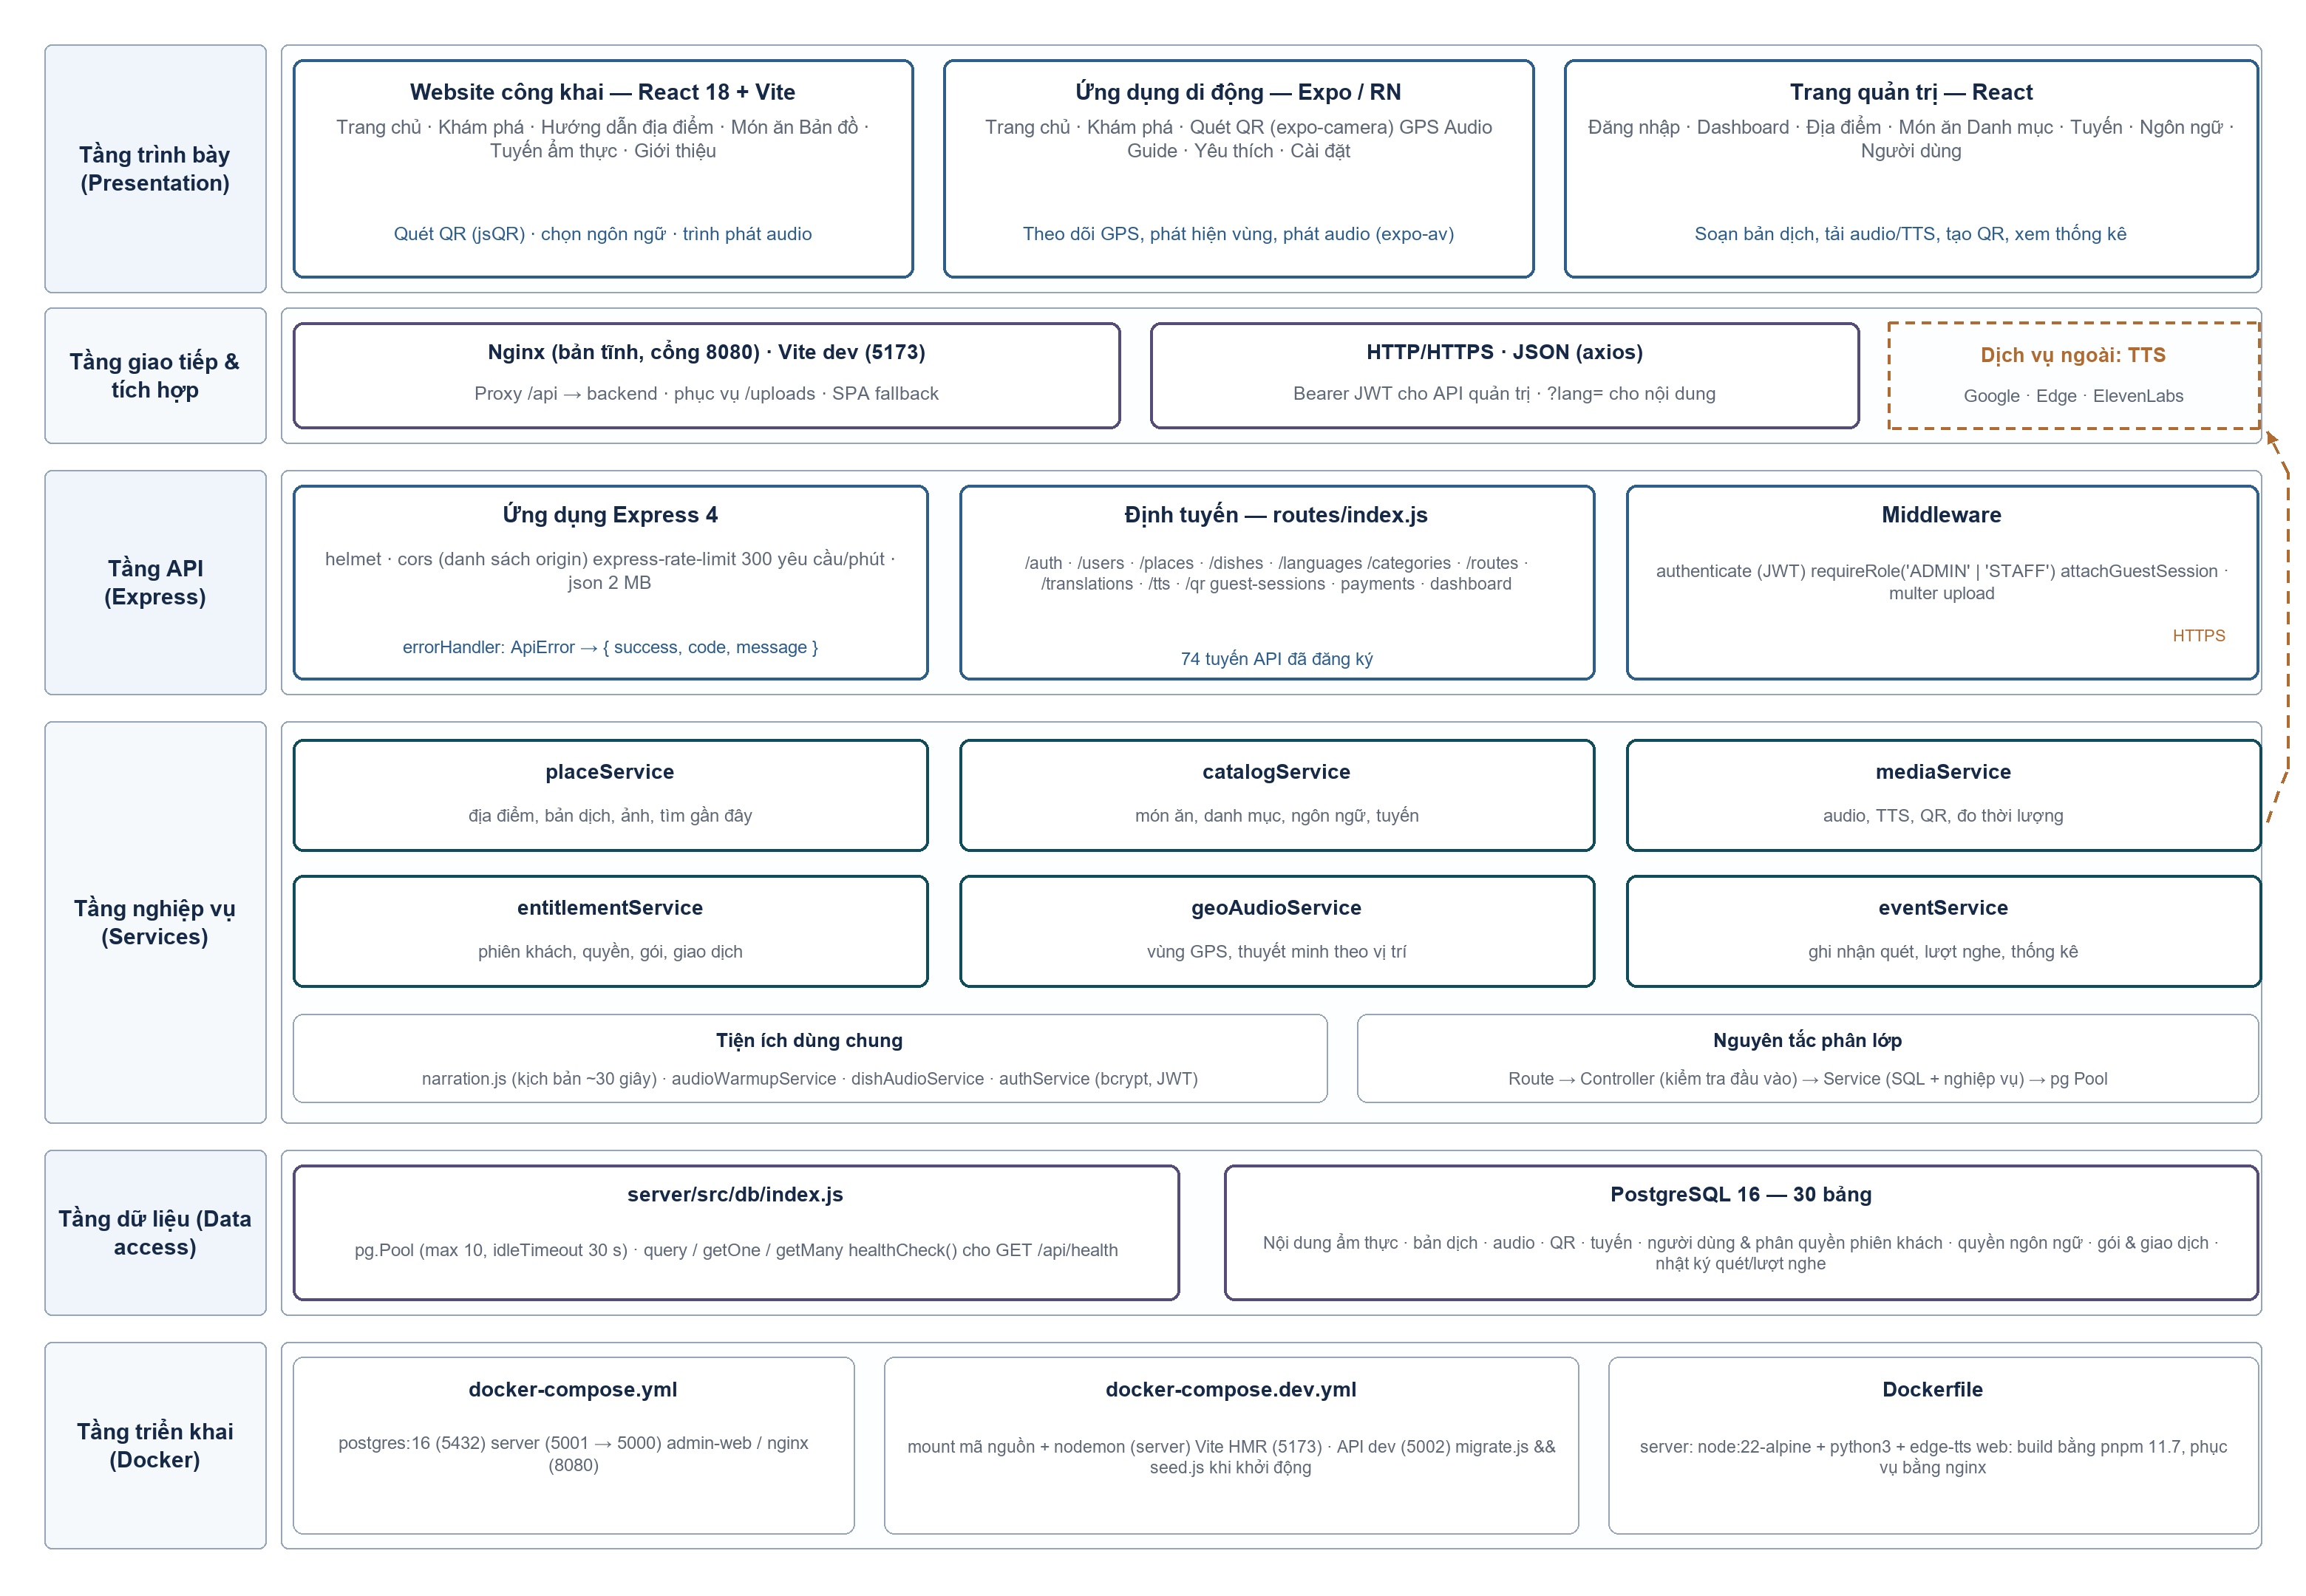 Tầng trình bày
(Presentation)
Website công khai — React 18 + Vite
Trang chủ · Khám phá · Hướng dẫn địa điểm · Món ăn Bản đồ ·
Tuyến ẩm thực · Giới thiệu
Quét QR (jsQR) · chọn ngôn ngữ · trình phát audio
Ứng dụng di động — Expo / RN
Trang chủ · Khám phá · Quét QR (expo-camera) GPS Audio
Guide · Yêu thích · Cài đặt
Theo dõi GPS, phát hiện vùng, phát audio (expo-av)
Trang quản trị — React
Đăng nhập · Dashboard · Địa điểm · Món ăn Danh mục · Tuyến · Ngôn ngữ ·
Người dùng
Soạn bản dịch, tải audio/TTS, tạo QR, xem thống kê
Tầng giao tiếp &
tích hợp
Nginx (bản tĩnh, cổng 8080) · Vite dev (5173)
Proxy /api → backend · phục vụ /uploads · SPA fallback
HTTP/HTTPS · JSON (axios)
Bearer JWT cho API quản trị · ?lang= cho nội dung
Dịch vụ ngoài: TTS
Google · Edge · ElevenLabs
Tầng API
(Express)
Ứng dụng Express 4
helmet · cors (danh sách origin) express-rate-limit 300 yêu cầu/phút ·
json 2 MB
errorHandler: ApiError → { success, code, message }
Định tuyến — routes/index.js
/auth · /users · /places · /dishes · /languages /categories · /routes ·
/translations · /tts · /qr guest-sessions · payments · dashboard
74 tuyến API đã đăng ký
Middleware
authenticate (JWT) requireRole('ADMIN' | 'STAFF') attachGuestSession ·
multer upload
HTTPS
Tầng nghiệp vụ
(Services)
placeService
địa điểm, bản dịch, ảnh, tìm gần đây
catalogService
món ăn, danh mục, ngôn ngữ, tuyến
mediaService
audio, TTS, QR, đo thời lượng
entitlementService
phiên khách, quyền, gói, giao dịch
geoAudioService
vùng GPS, thuyết minh theo vị trí
eventService
ghi nhận quét, lượt nghe, thống kê
Tiện ích dùng chung
narration.js (kịch bản ~30 giây) · audioWarmupService · dishAudioService · authService (bcrypt, JWT)
Nguyên tắc phân lớp
Route → Controller (kiểm tra đầu vào) → Service (SQL + nghiệp vụ) → pg Pool
Tầng dữ liệu (Data
access)
server/src/db/index.js
pg.Pool (max 10, idleTimeout 30 s) · query / getOne / getMany healthCheck() cho GET /api/health
PostgreSQL 16 — 30 bảng
Nội dung ẩm thực · bản dịch · audio · QR · tuyến · người dùng & phân quyền phiên khách · quyền ngôn ngữ · gói & giao dịch ·
nhật ký quét/lượt nghe
Tầng triển khai
(Docker)
docker-compose.yml
postgres:16 (5432) server (5001 → 5000) admin-web / nginx
(8080)
docker-compose.dev.yml
mount mã nguồn + nodemon (server) Vite HMR (5173) · API dev (5002) migrate.js &&
seed.js khi khởi động
Dockerfile
server: node:22-alpine + python3 + edge-tts web: build bằng pnpm 11.7, phục
vụ bằng nginx